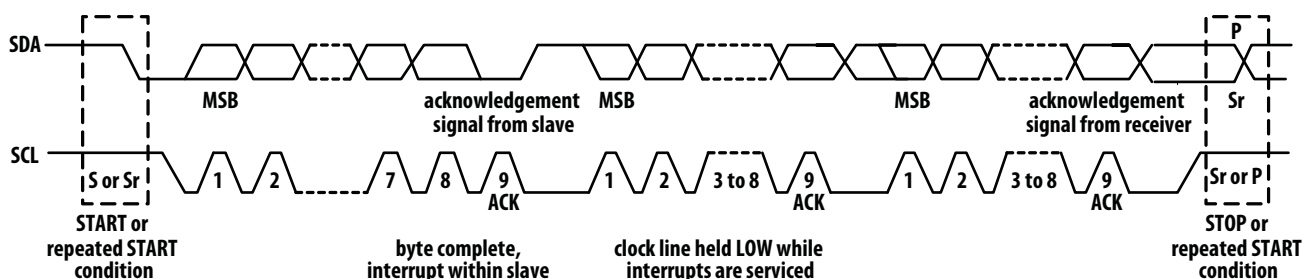 P
SDA
MSB
acknowledgement
signal from slave
MSB
MSB
acknowledgement
signal from receiver
Sr
SCL
S or Sr
1
2
7
8
9
ACK
1
2
3 to 8
9
ACK
1
2
3 to 8
9
ACK
Sr or P
START or
repeated START
condition
byte complete,
interrupt within slave
clock line held LOW while
interrupts are serviced
STOP or
repeated START
condition